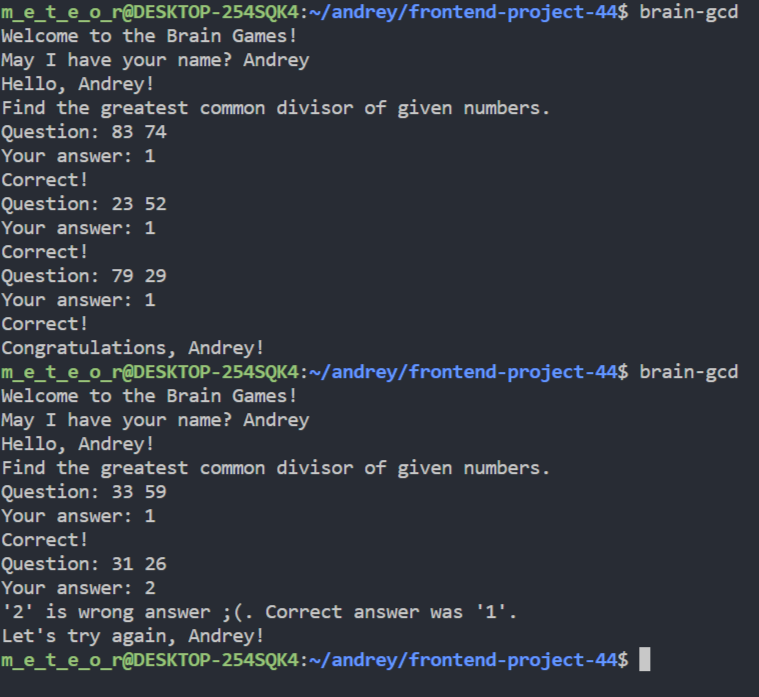 m_e_t_e_o_r@DESKTOP-254SQK4:~/andrey/frontend-project-44$ brain-gcd
Welcome to the Brain Games!
May I have your name? Andrey
Hello, Andrey!
Find the greatest common divisor of given numbers.
Question: 83 74
Your answer: 1
Correct!
Question: 23 52
Your answer: 1
Correct!
Question: 79 29
Your answer: 1
Correct!
Congratulations, Andrey!
m_e_t_e_o_r@DESKTOP-254SQK4:~/andrey/frontend-project-44$ brain-gcd
Welcome to the Brain Games!
May I have your name? Andrey
Hello, Andrey!
Find the greatest common divisor of given numbers.
Question: 33 59
Your answer: 1
Correct!
Question: 31 26
Your answer: 2
'2' is wrong answer ;(. Correct answer was '1'.
Let's try again, Andrey!
m_e_t_e_o_r@DESKTOP-254SQK4:~/andrey/frontend-project-44$